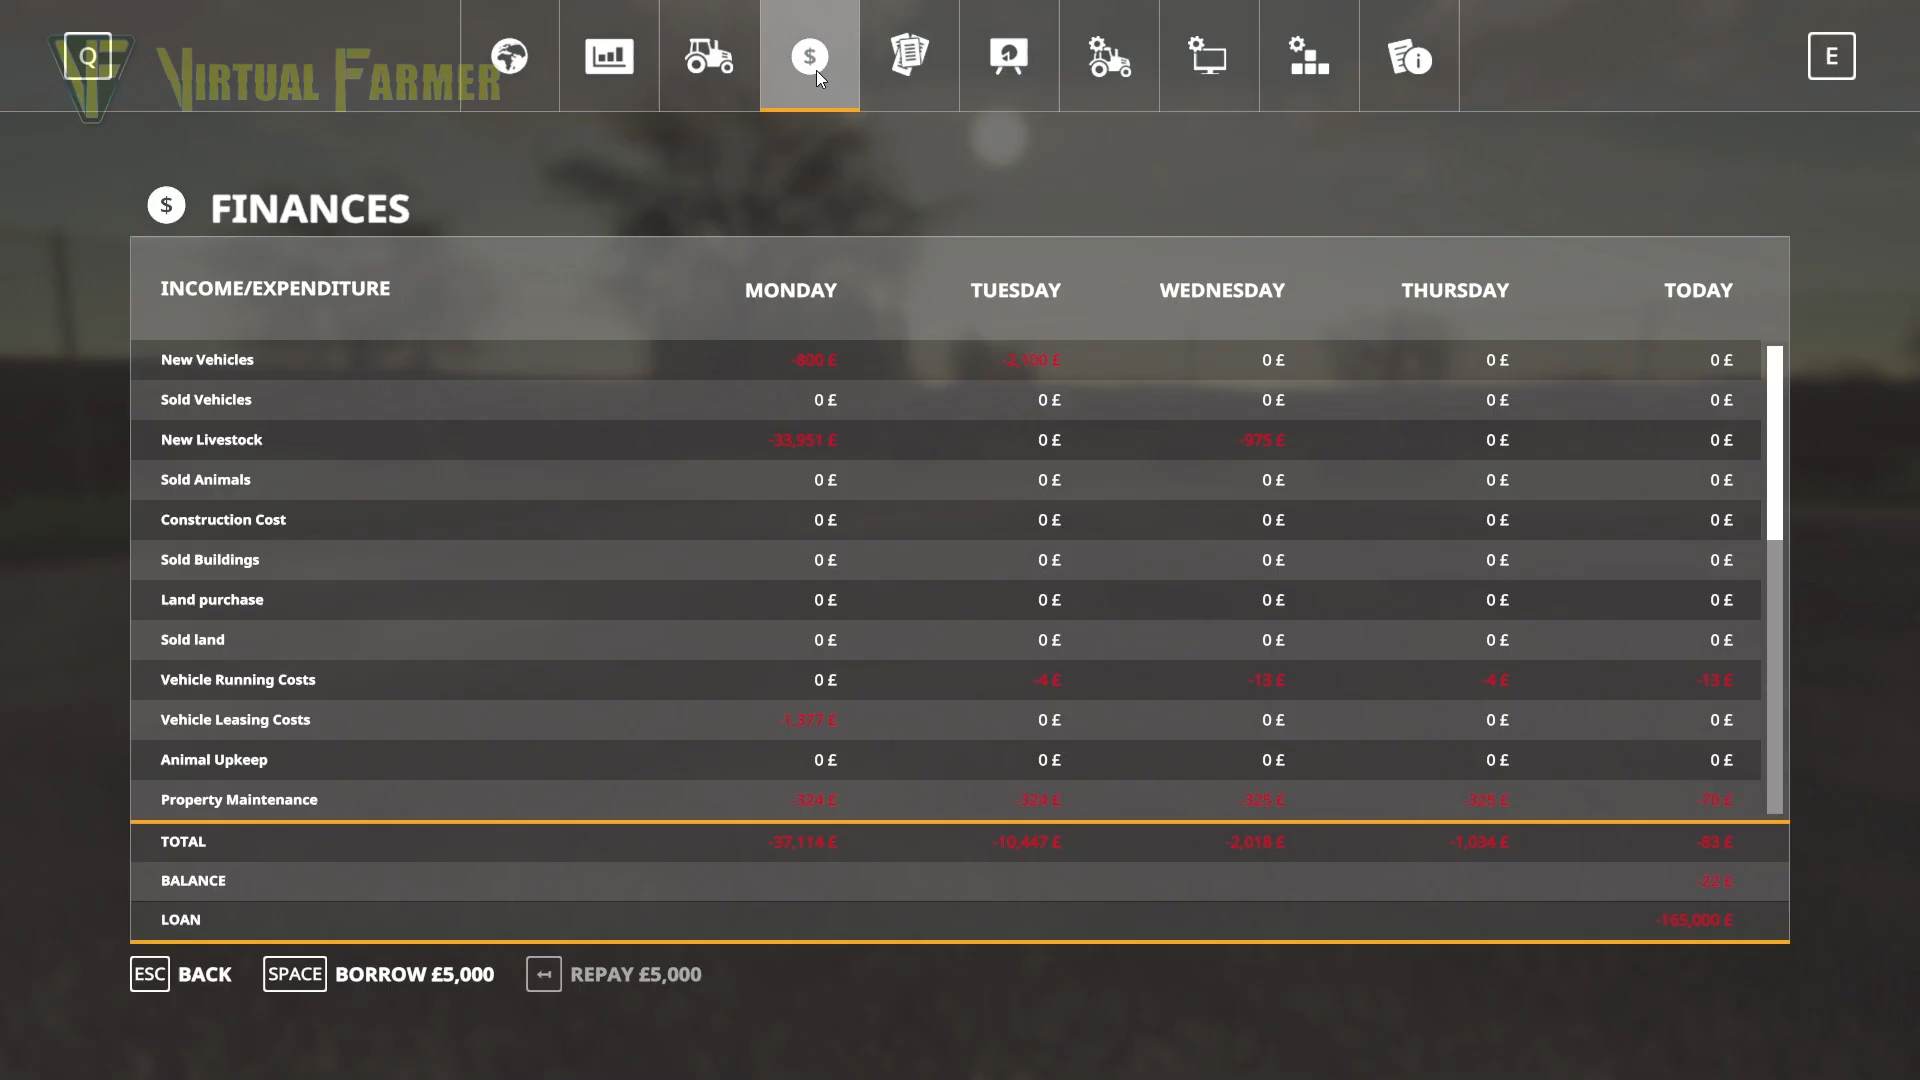 Q
VIRTUAL FARMER
E
FINANCES
INCOME/EXPENDITURE MONDAY TUESDAY WEDNESDAY THURSDAY TODAY
New Vehicles -800 £ -2,100 £ 0 £ 0 £ 0 £
Sold Vehicles 0 £ 0 £ 0 £ 0 £ 0 £
New Livestock -33,951 £ 0 £ -975 £ 0 £ 0 £
Sold Animals 0 £ 0 £ 0 £ 0 £ 0 £
Construction Cost 0 £ 0 £ 0 £ 0 £ 0 £
Sold Buildings 0 £ 0 £ 0 £ 0 £ 0 £
Land purchase 0 £ 0 £ 0 £ 0 £ 0 £
Sold land 0 £ 0 £ 0 £ 0 £ 0 £
Vehicle Running Costs 0 £ -4 £ -13 £ -4 £ -13 £
Vehicle Leasing Costs -1,377 £ 0 £ 0 £ 0 £ 0 £
Animal Upkeep 0 £ 0 £ 0 £ 0 £ 0 £
Property Maintenance -324 £ -324 £ -325 £ -325 £ -70 £
TOTAL -37,114 £ -10,447 £ -2,018 £ -1,034 £ -83 £
BALANCE -22 £
LOAN -165,000 £
ESC BACK SPACE BORROW £5,000 REPAY £5,000